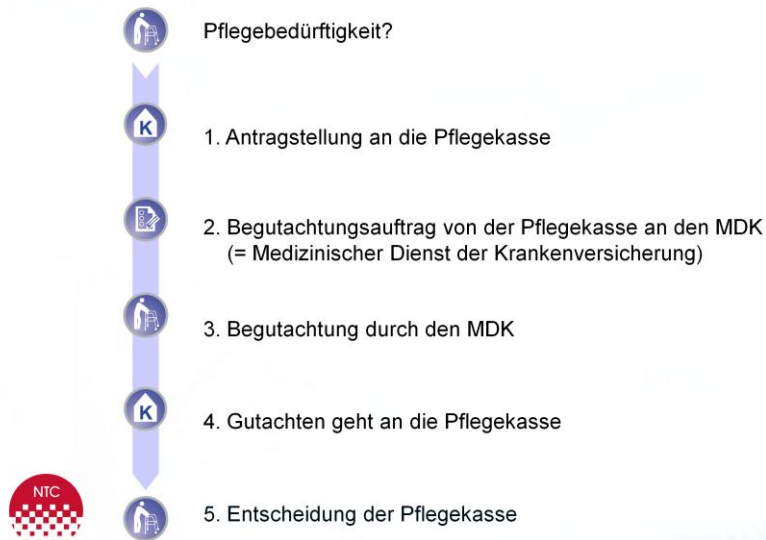 Pflegebedürftigkeit?
K
1. Antragstellung an die Pflegekasse
2. Begutachtungsauftrag von der Pflegekasse an den MDK
(= Medizinischer Dienst der Krankenversicherung)
3. Begutachtung durch den MDK
K
4. Gutachten geht an die Pflegekasse
NTC
5. Entscheidung der Pflegekasse